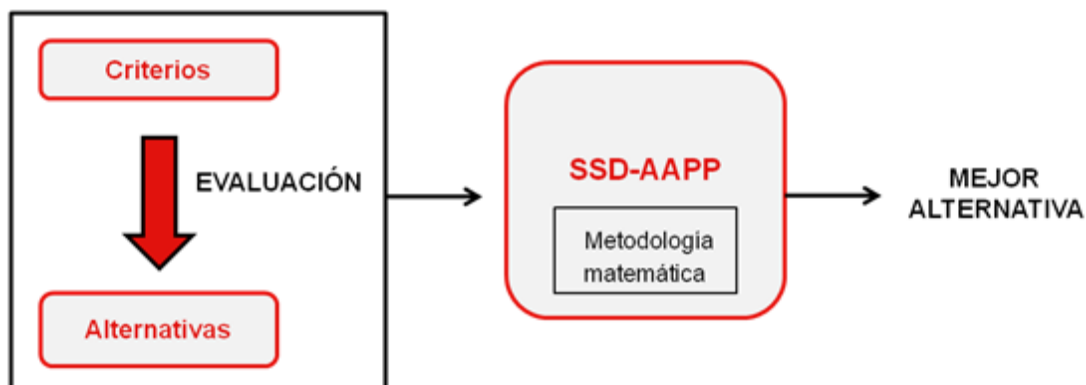 Criterios
EVALUACIÓN
Alternativas
SSD-AAPP
Metodología
matemática
MEJOR
ALTERNATIVA